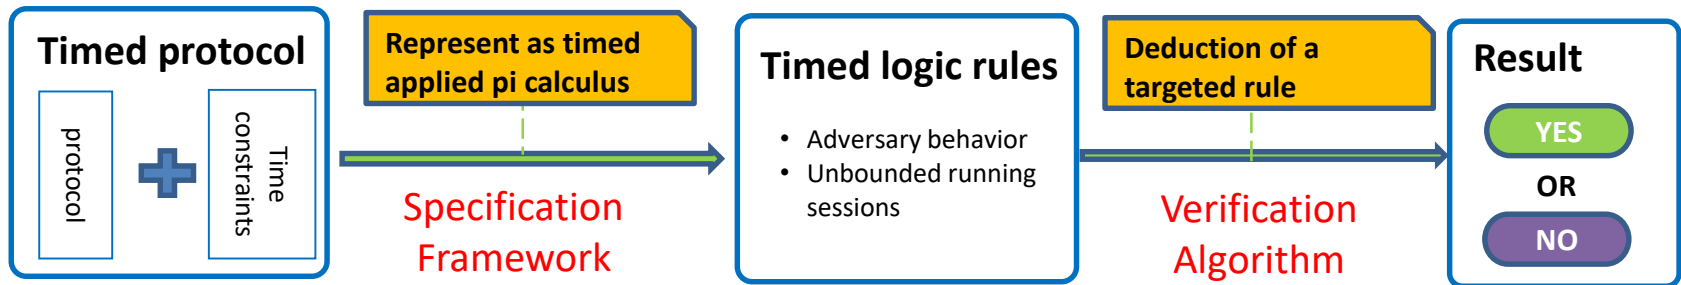 Timed protocol
protocol
Time
constraints
Represent as timed
applied pi calculus
Specification
Framework
Timed logic rules
• Adversary behavior
• Unbounded running
sessions
Deduction of a
targeted rule
Verification
Algorithm
Result
YES
OR
NO